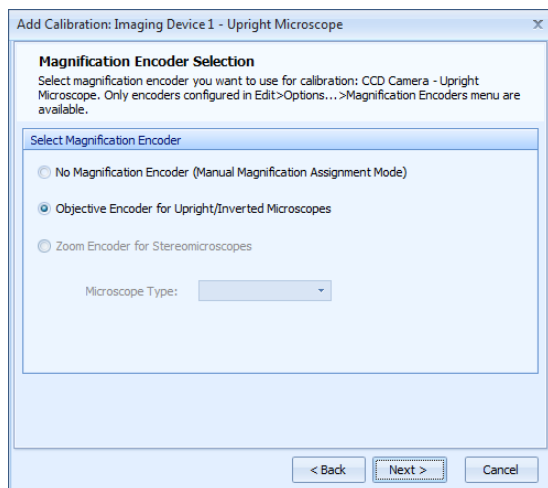 Add Calibration: Imaging Device 1 - Upright Microscope
Magnification Encoder Selection
Select magnification encoder you want to use for calibration: CCD Camera - Upright
Microscope. Only encoders configured in Edit>Options...>Magnification Encoders menu are
available.
Select Magnification Encoder
No Magnification Encoder (Manual Magnification Assignment Mode)
Objective Encoder for Upright/Inverted Microscopes
Zoom Encoder for Stereomicroscopes
Microscope Type:
< Back Next > Cancel